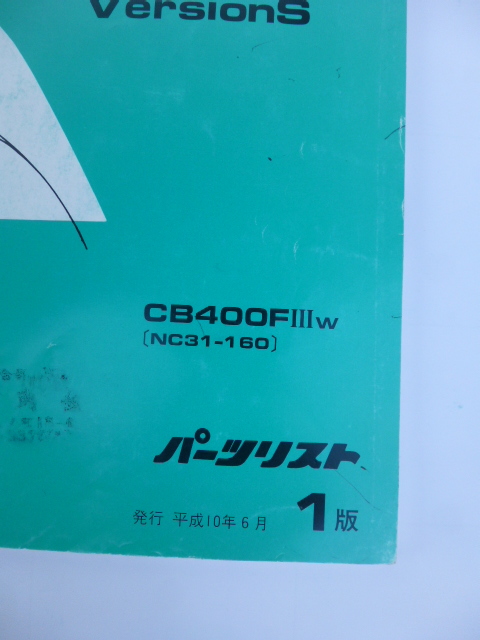 VersionS
CB400FIIIW
〔NC31-160〕
パーツリスト
発行 平成10年6月 1版